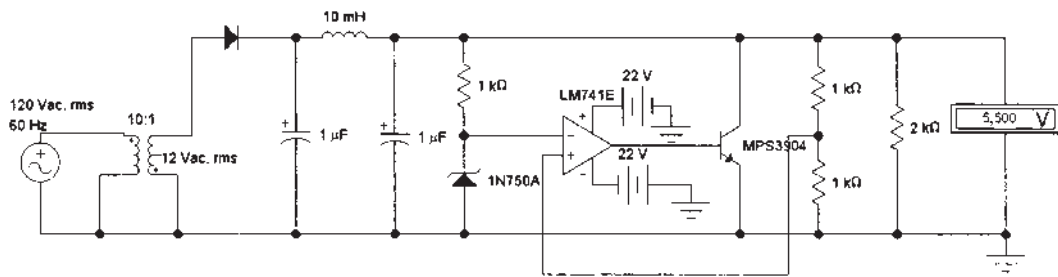 10 mH
22 V
LM741E
1 kΩ
1 kΩ
120 Vac. rms
60 Hz
10:1
5,500 V
+
1 µF
+
1 µF
−
+
+
2 kΩ
12 Vac. rms
22 V
MPS3904
1N750A
−
1 kΩ